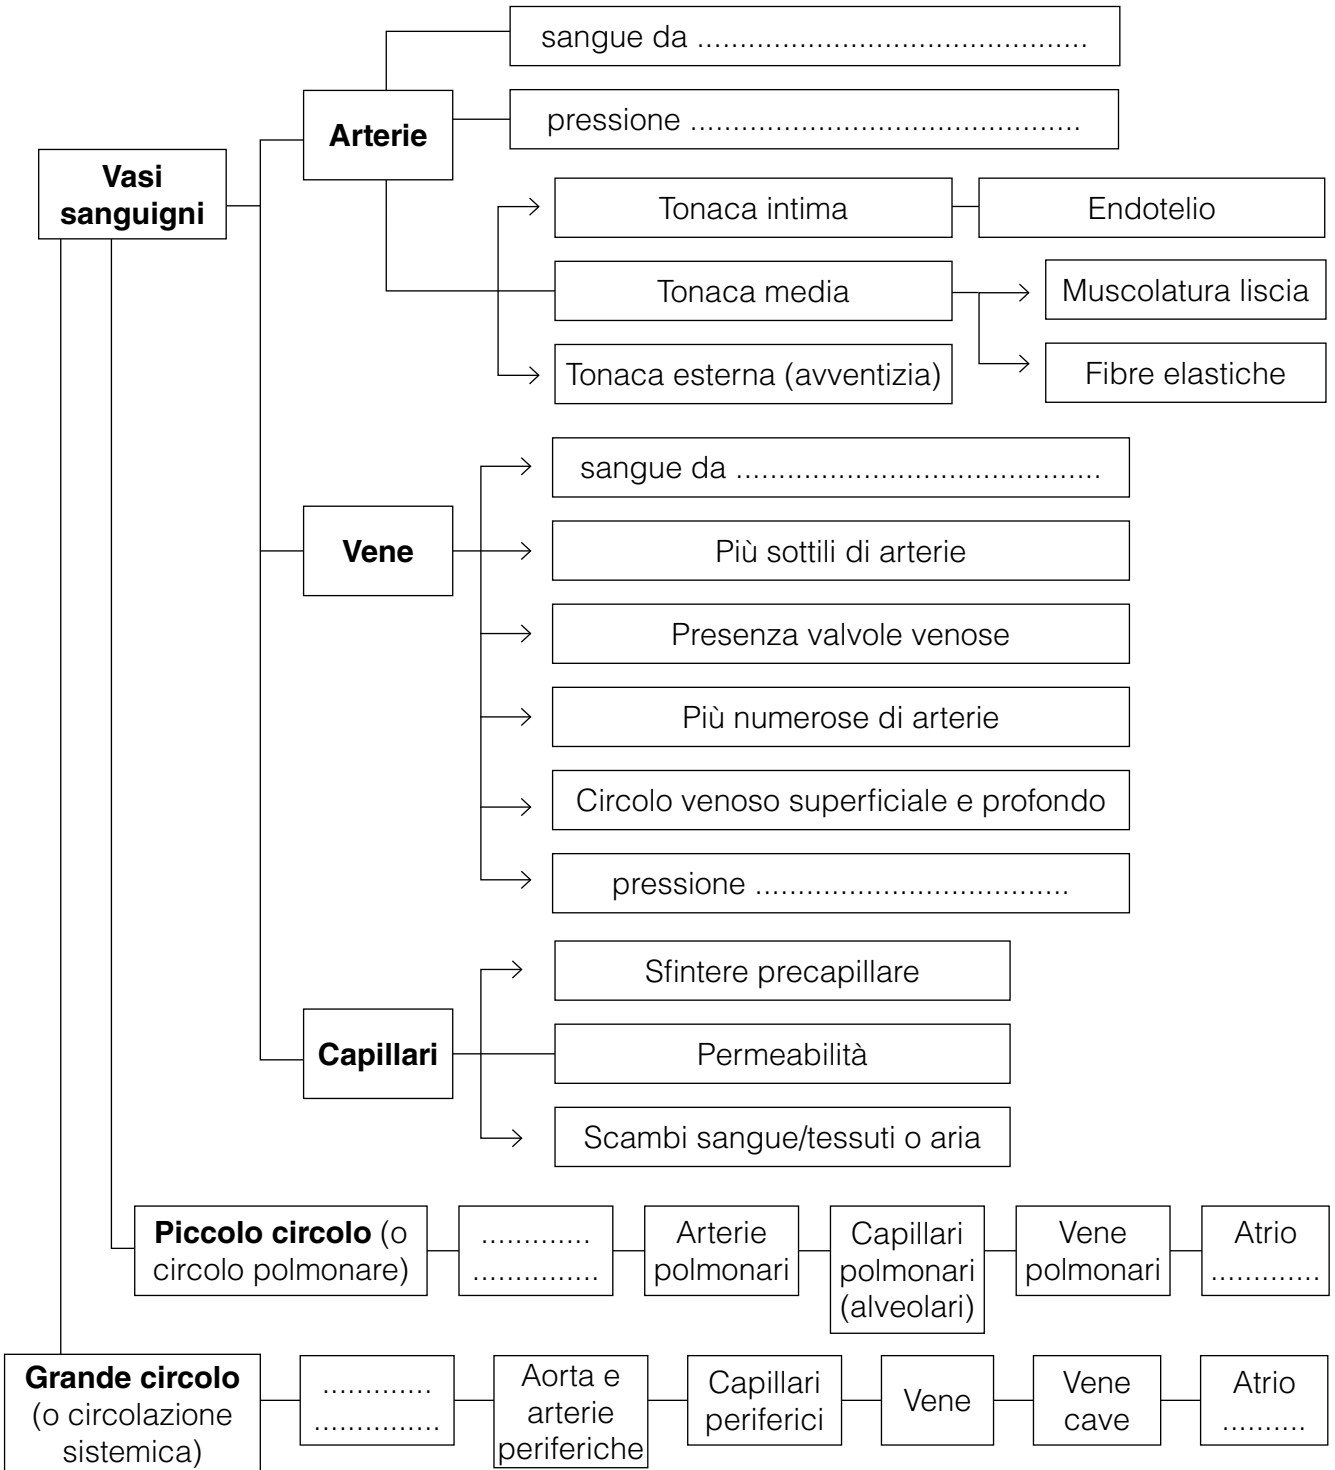 sangue da ..............................................
Arterie
pressione ..............................................
Vasi
sanguigni
Tonaca intima
Endotelio
Tonaca media
Muscolatura liscia
Tonaca esterna (avventizia)
Fibre elastiche
sangue da ...........................................
Vene
Più sottili di arterie
Presenza valvole venose
Più numerose di arterie
Circolo venoso superficiale e profondo
pressione .....................................
Sfintere precapillare
Capillari
Permeabilità
Scambi sangue/tessuti o aria
Piccolo circolo (o
circolo polmonare)
.............
...............
Arterie
polmonari
Capillari
polmonari
(alveolari)
Vene
polmonari
Atrio
.............
Grande circolo
(o circolazione
sistemica)
.............
...............
Aorta e
arterie
periferiche
Capillari
periferici
Vene
Vene
cave
Atrio
..........